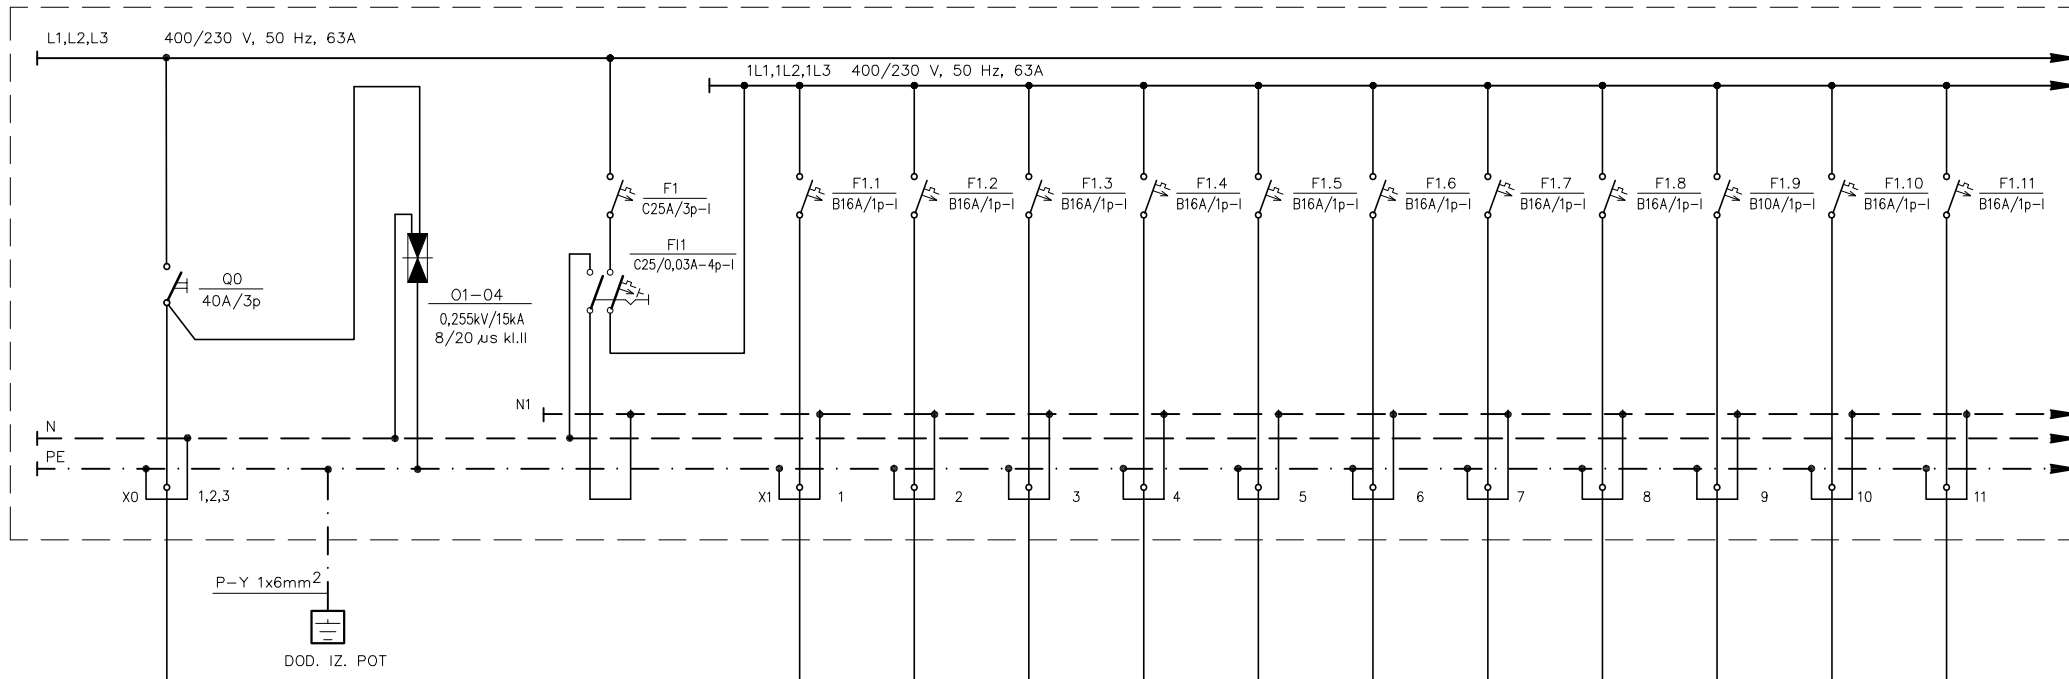 L1,L2,L3 400/230 V, 50 Hz, 63A
1L1,1L2,1L3 400/230 V, 50 Hz, 63A
F1
C25A/3p-I
F1.1
B16A/1p-I
F1.2
B16A/1p-I
F1.3
B16A/1p-I
F1.4
B16A/1p-I
F1.5
B16A/1p-I
F1.6
B16A/1p-I
F1.7
B16A/1p-I
F1.8
B16A/1p-I
F1.9
B10A/1p-I
F1.10
B16A/1p-I
F1.11
B16A/1p-I
FI1
C25/0,03A-4p-I
Q0
40A/3p
O1-O4
0,255kV/15kA
8/20 µs kl.II
N1
N
PE
X0 1,2,3
X1 1 2 3 4 5 6 7 8 9 10 11
P-Y 1x6mm²
DOD. IZ. POT